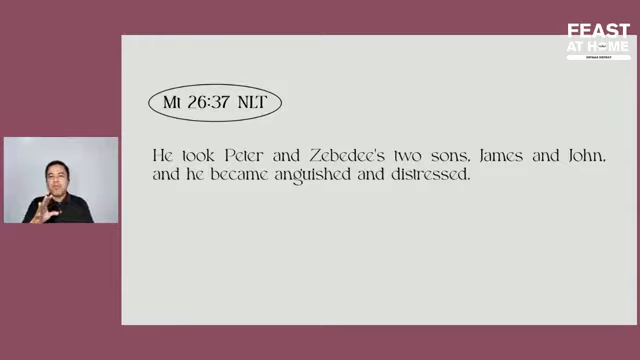 FEAST
AT HOME
Mt 26:37 NLT
He took Peter and Zebedee's two sons, James and John,
and he became anguished and distressed.